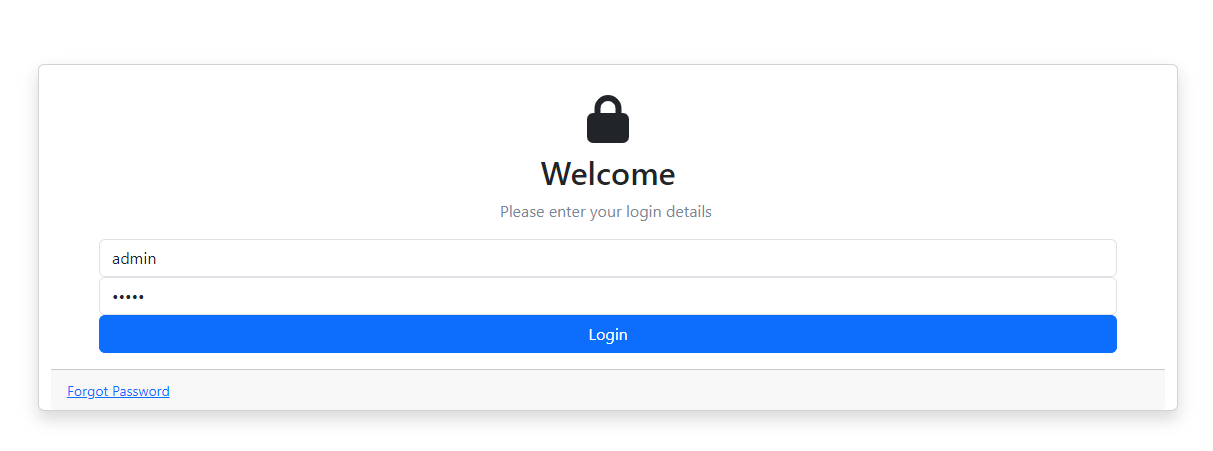 Welcome
Please enter your login details
admin
•••••
Login
Forgot Password